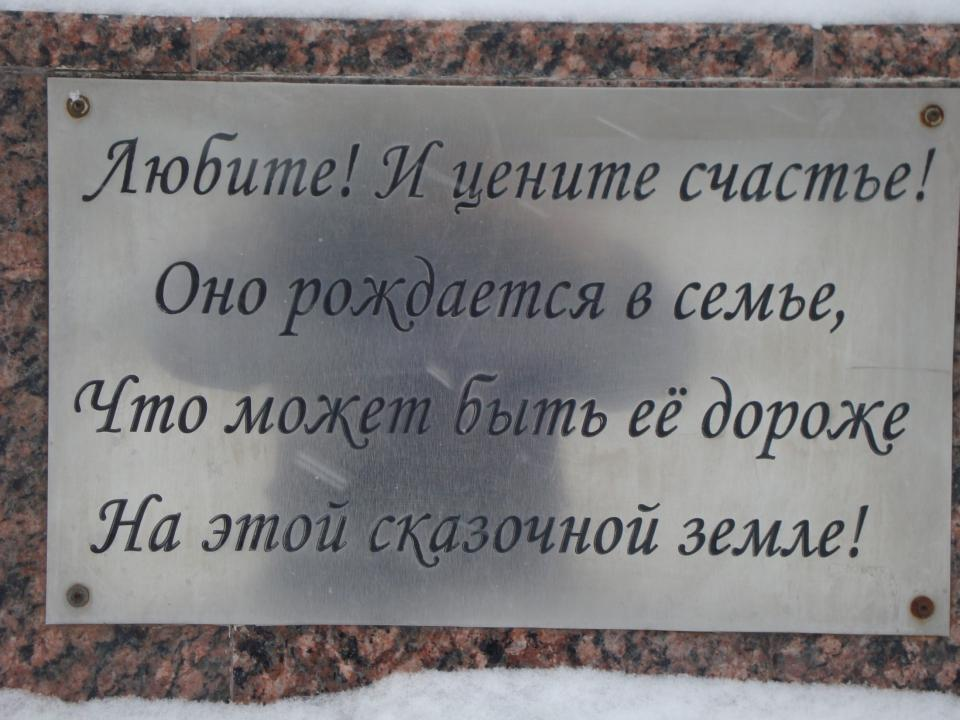 Любите! И цените счастье!
Оно рождается в семье,
Что может быть её дороже
На этой сказочной земле!